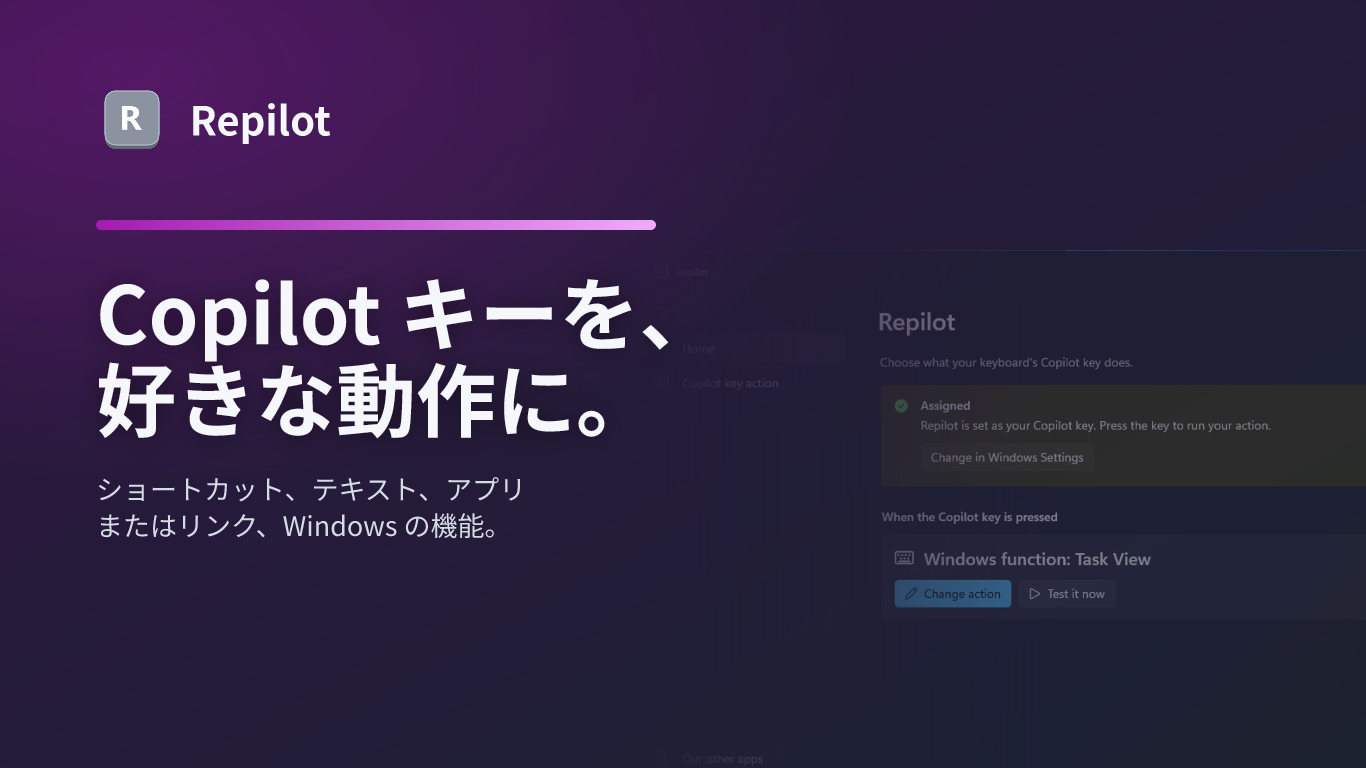 R
Repilot
Copilot キーを、
好きな動作に。
ショートカット、テキスト、アプリ
またはリンク、Windows の機能。
Repilot
Home
Copilot key action
Repilot
Choose what your keyboard's Copilot key does.
Assigned
Repilot is set as your Copilot key. Press the key to run your action.
Change in Windows Settings
When the Copilot key is pressed
Windows function: Task View
Change action
Test it now
Our other apps